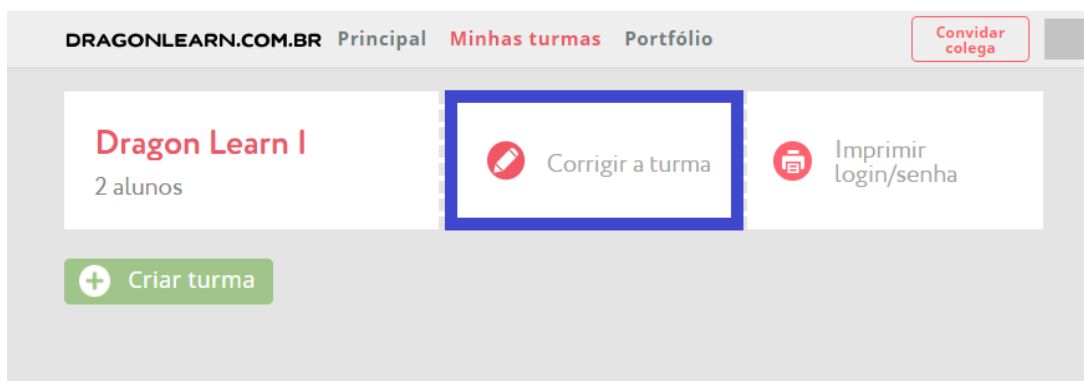 DRAGONLEARN.COM.BR Principal Minhas turmas Portfólio
Convidar
colega
Dragon Learn I
2 alunos
Corrigir a turma
Imprimir
login/senha
Criar turma